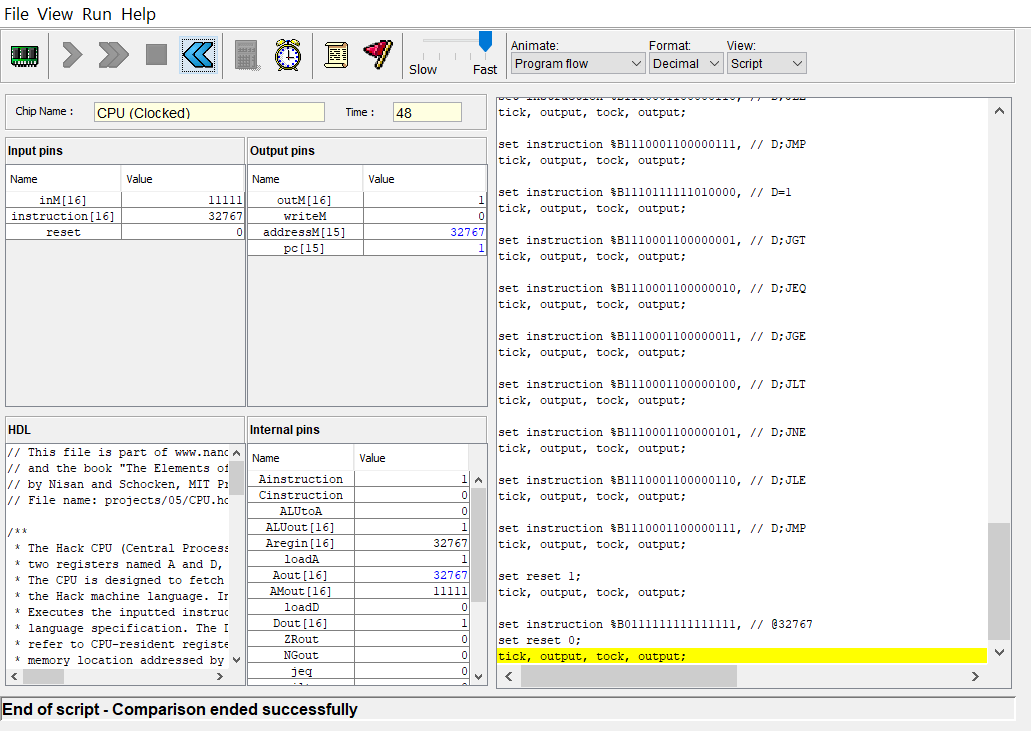 File View Run Help
Animate: Format: View:
Slow Fast Program flow Decimal Script
Chip Name : CPU (Clocked) Time : 48
Input pins
Name Value
inM[16] 11111
instruction[16] 32767
reset 0
Output pins
Name Value
outM[16] 1
writeM 0
addressM[15] 32767
pc[15] 1
HDL
// This file is part of www.nand
// and the book "The Elements of
// by Nisan and Schocken, MIT Pr
// File name: projects/05/CPU.hd
/**
* The Hack CPU (Central Process
* two registers named A and D,
* The CPU is designed to fetch
* the Hack machine language. In
* Executes the inputted instruc
* language specification. The D
* refer to CPU-resident registe
* memory location addressed by
Internal pins
Name Value
Ainstruction 1
Cinstruction 0
ALUtoA 0
ALUout[16] 1
Aregin[16] 32767
loadA 1
Aout[16] 32767
AMout[16] 11111
loadD 0
Dout[16] 1
ZRout 0
NGout 0
jeq 0
set instruction %B1110001100000110, // D;JLE
tick, output, tock, output;
set instruction %B1110001100000111, // D;JMP
tick, output, tock, output;
set instruction %B1110111111010000, // D=1
tick, output, tock, output;
set instruction %B1110001100000001, // D;JGT
tick, output, tock, output;
set instruction %B1110001100000010, // D;JEQ
tick, output, tock, output;
set instruction %B1110001100000011, // D;JGE
tick, output, tock, output;
set instruction %B1110001100000100, // D;JLT
tick, output, tock, output;
set instruction %B1110001100000101, // D;JNE
tick, output, tock, output;
set instruction %B1110001100000110, // D;JLE
tick, output, tock, output;
set instruction %B1110001100000111, // D;JMP
tick, output, tock, output;
set reset 1;
tick, output, tock, output;
set instruction %B0111111111111111, // @32767
set reset 0;
tick, output, tock, output;
End of script - Comparison ended successfully